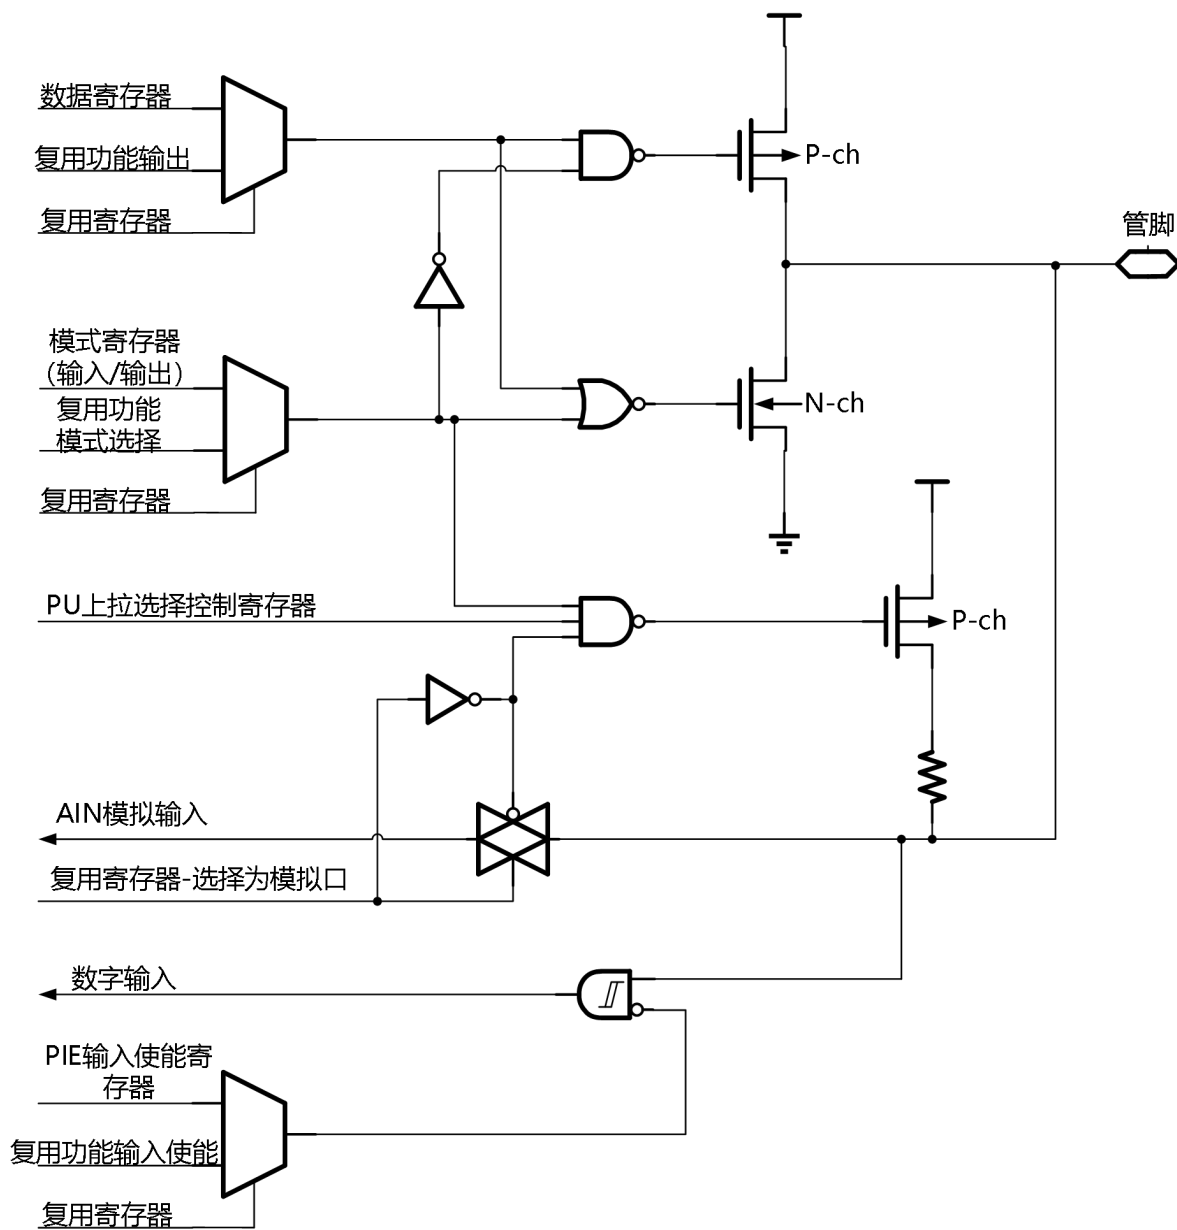 数据寄存器
复用功能输出
复用寄存器
P-ch
管脚
模式寄存器
（输入/输出）
复用功能
模式选择
复用寄存器
N-ch
PU上拉选择控制寄存器
P-ch
AIN模拟输入
复用寄存器-选择为模拟口
数字输入
PIE输入使能寄
存器
复用功能输入使能
复用寄存器